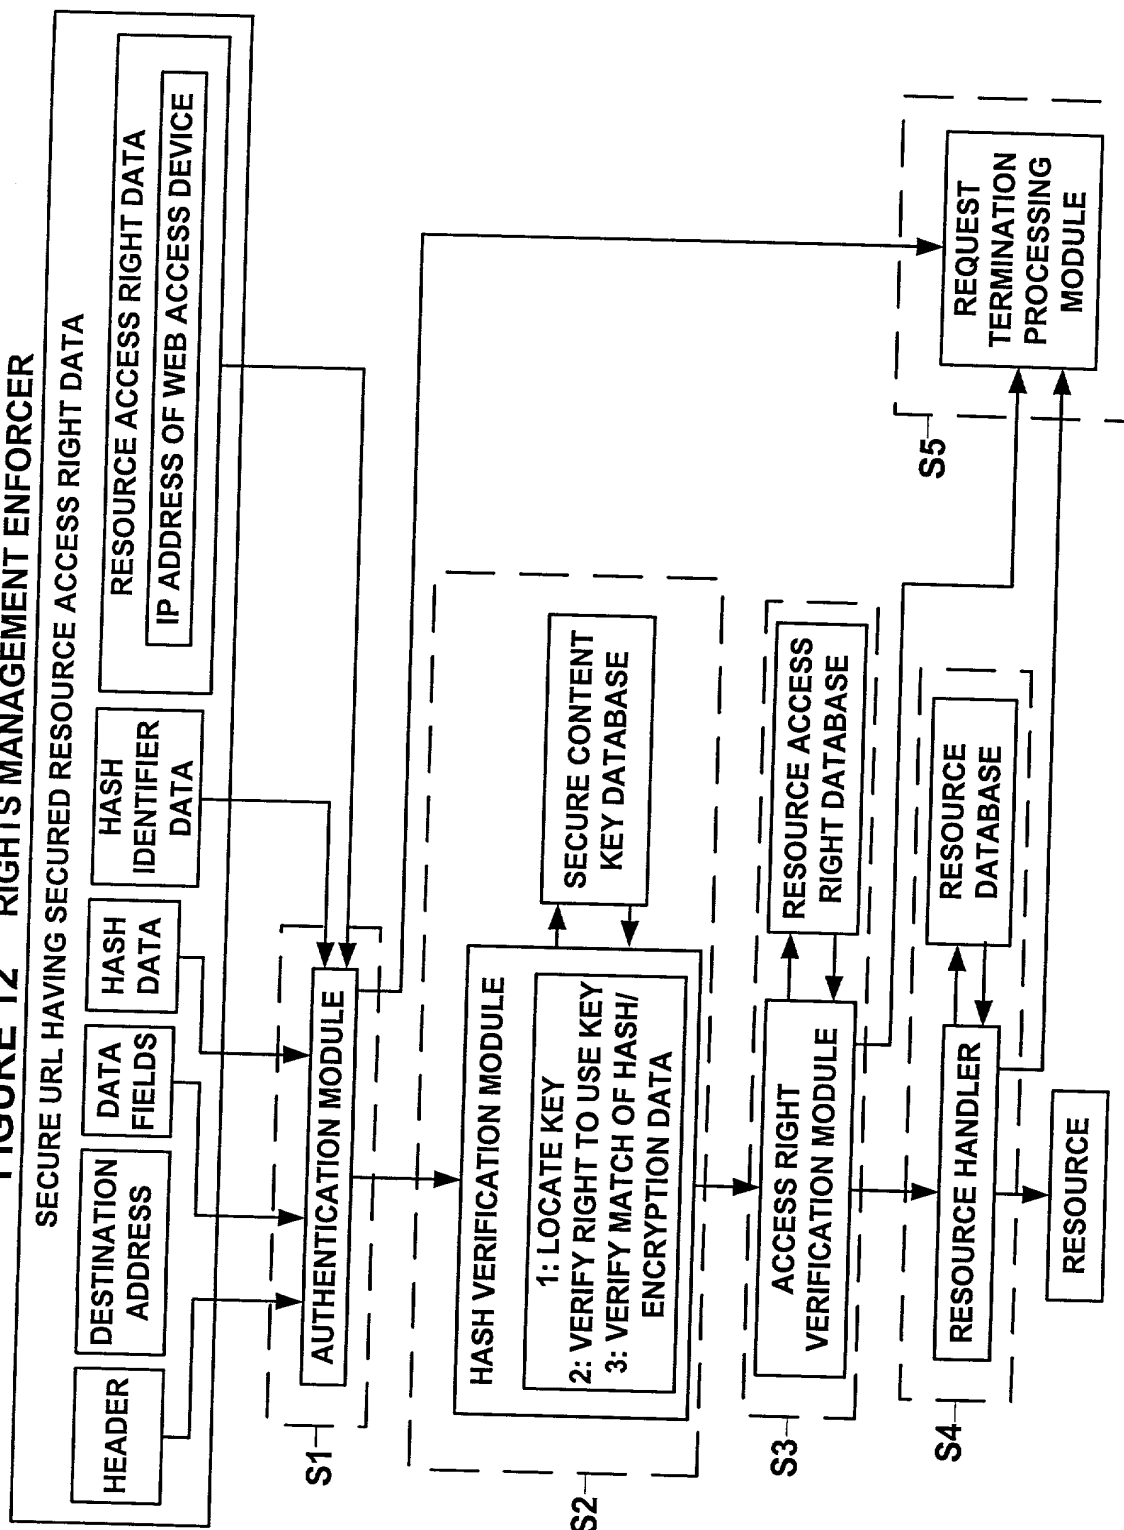 FIGURE 12 RIGHTS MANAGEMENT ENFORCER
SECURE URL HAVING SECURED RESOURCE ACCESS RIGHT DATA
HEADER
DESTINATION
ADDRESS
DATA
FIELDS
HASH
DATA
HASH
IDENTIFIER
DATA
RESOURCE ACCESS RIGHT DATA
IP ADDRESS OF WEB ACCESS DEVICE
S1
AUTHENTICATION MODULE
S2
HASH VERIFICATION MODULE
1: LOCATE KEY
2: VERIFY RIGHT TO USE KEY
3: VERIFY MATCH OF HASH/
ENCRYPTION DATA
SECURE CONTENT
KEY DATABASE
S3
ACCESS RIGHT
VERIFICATION MODULE
RESOURCE ACCESS
RIGHT DATABASE
S4
RESOURCE HANDLER
RESOURCE
DATABASE
RESOURCE
S5
REQUEST
TERMINATION
PROCESSING
MODULE